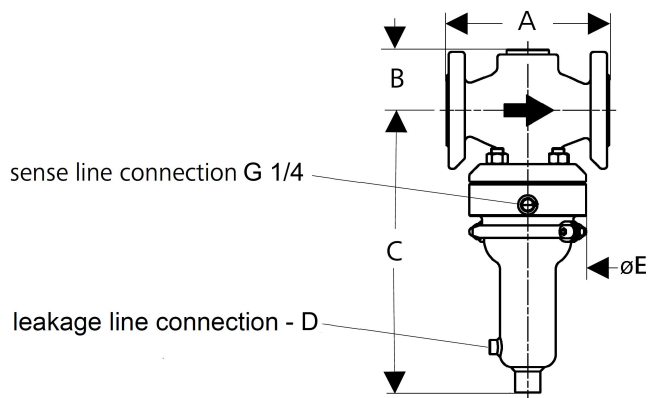 A
B
sense line connection G 1/4
C
øE
leakage line connection - D